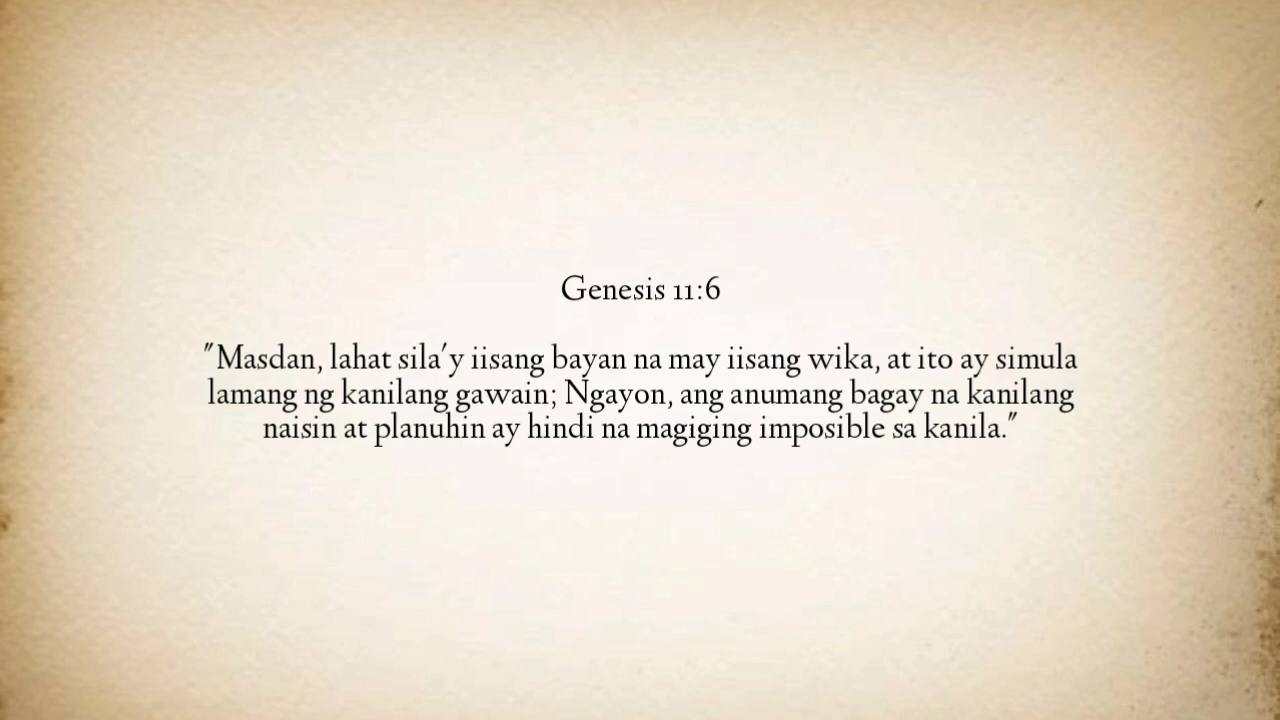 Genesis 11:6
"Masdan, lahat sila'y iisang bayan na may iisang wika, at ito ay simula
lamang ng kanilang gawain; Ngayon, ang anumang bagay na kanilang
naisin at planuhin ay hindi na magiging imposible sa kanila."